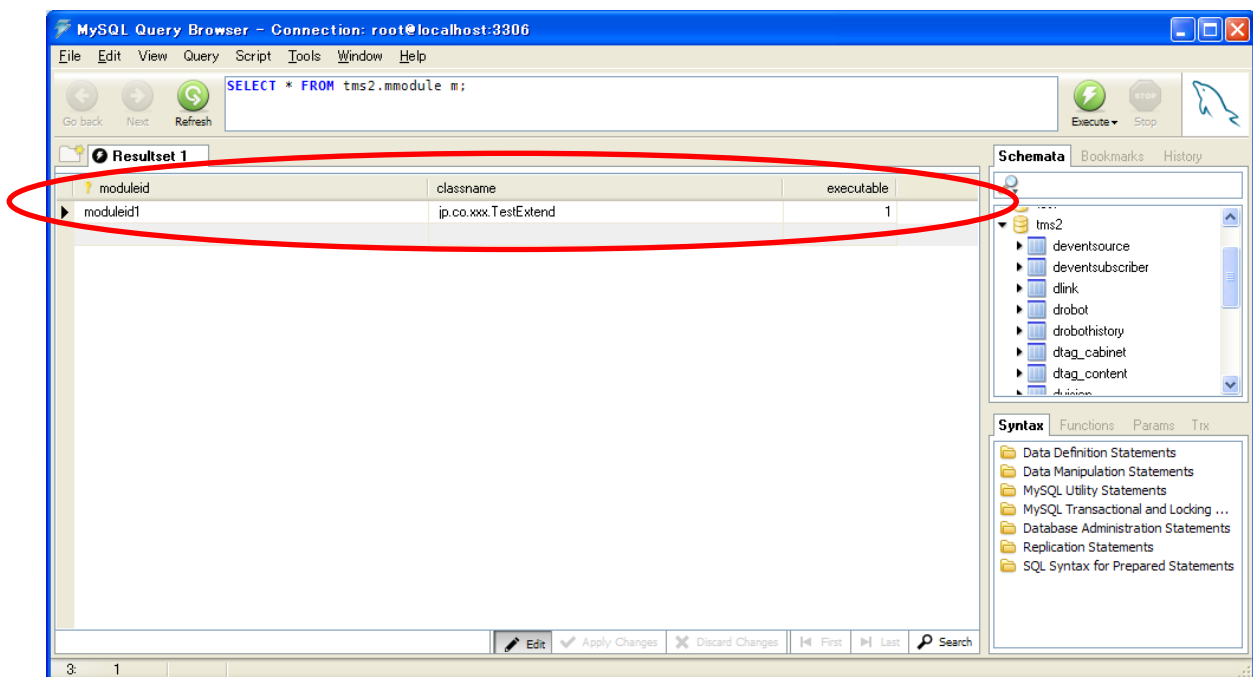 MySQL Query Browser - Connection: root@localhost:3306
File Edit View Query Script Tools Window Help
SELECT * FROM tms2.mmodule m;
Go back Next Refresh
Execute Stop
STOP
Resultset 1
moduleid classname executable
moduleid1 jp.co.xxx.TestExtend 1
Schemata Bookmarks History
tms2
deventsource
deventsubscriber
dlink
drobot
drobothistory
dtag_cabinet
dtag_content
Syntax Functions Params Trx
Data Definition Statements
Data Manipulation Statements
MySQL Utility Statements
MySQL Transactional and Locking ...
Database Administration Statements
Replication Statements
SQL Syntax for Prepared Statements
Edit Apply Changes Discard Changes First Last Search
3: 1